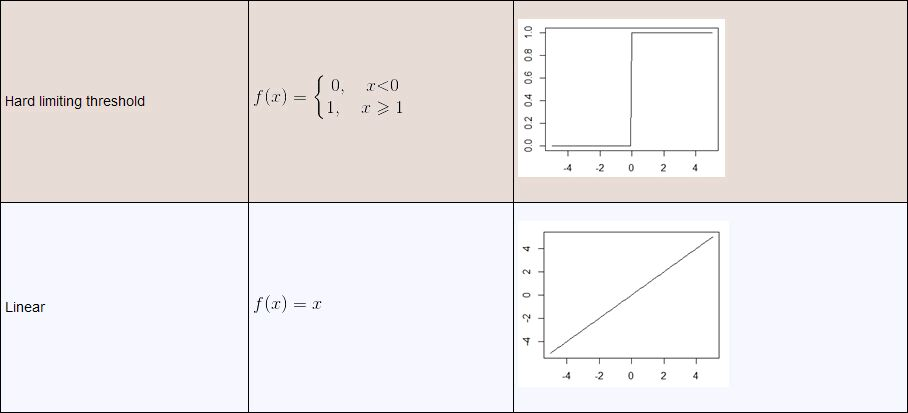 Hard limiting threshold
f(x) = { 0, x<0
1, x ⩾ 1
0.0 0.2 0.4 0.6 0.8 1.0
-4 -2 0 2 4
Linear
f(x) = x
-4 -2 0 2 4
-4 -2 0 2 4